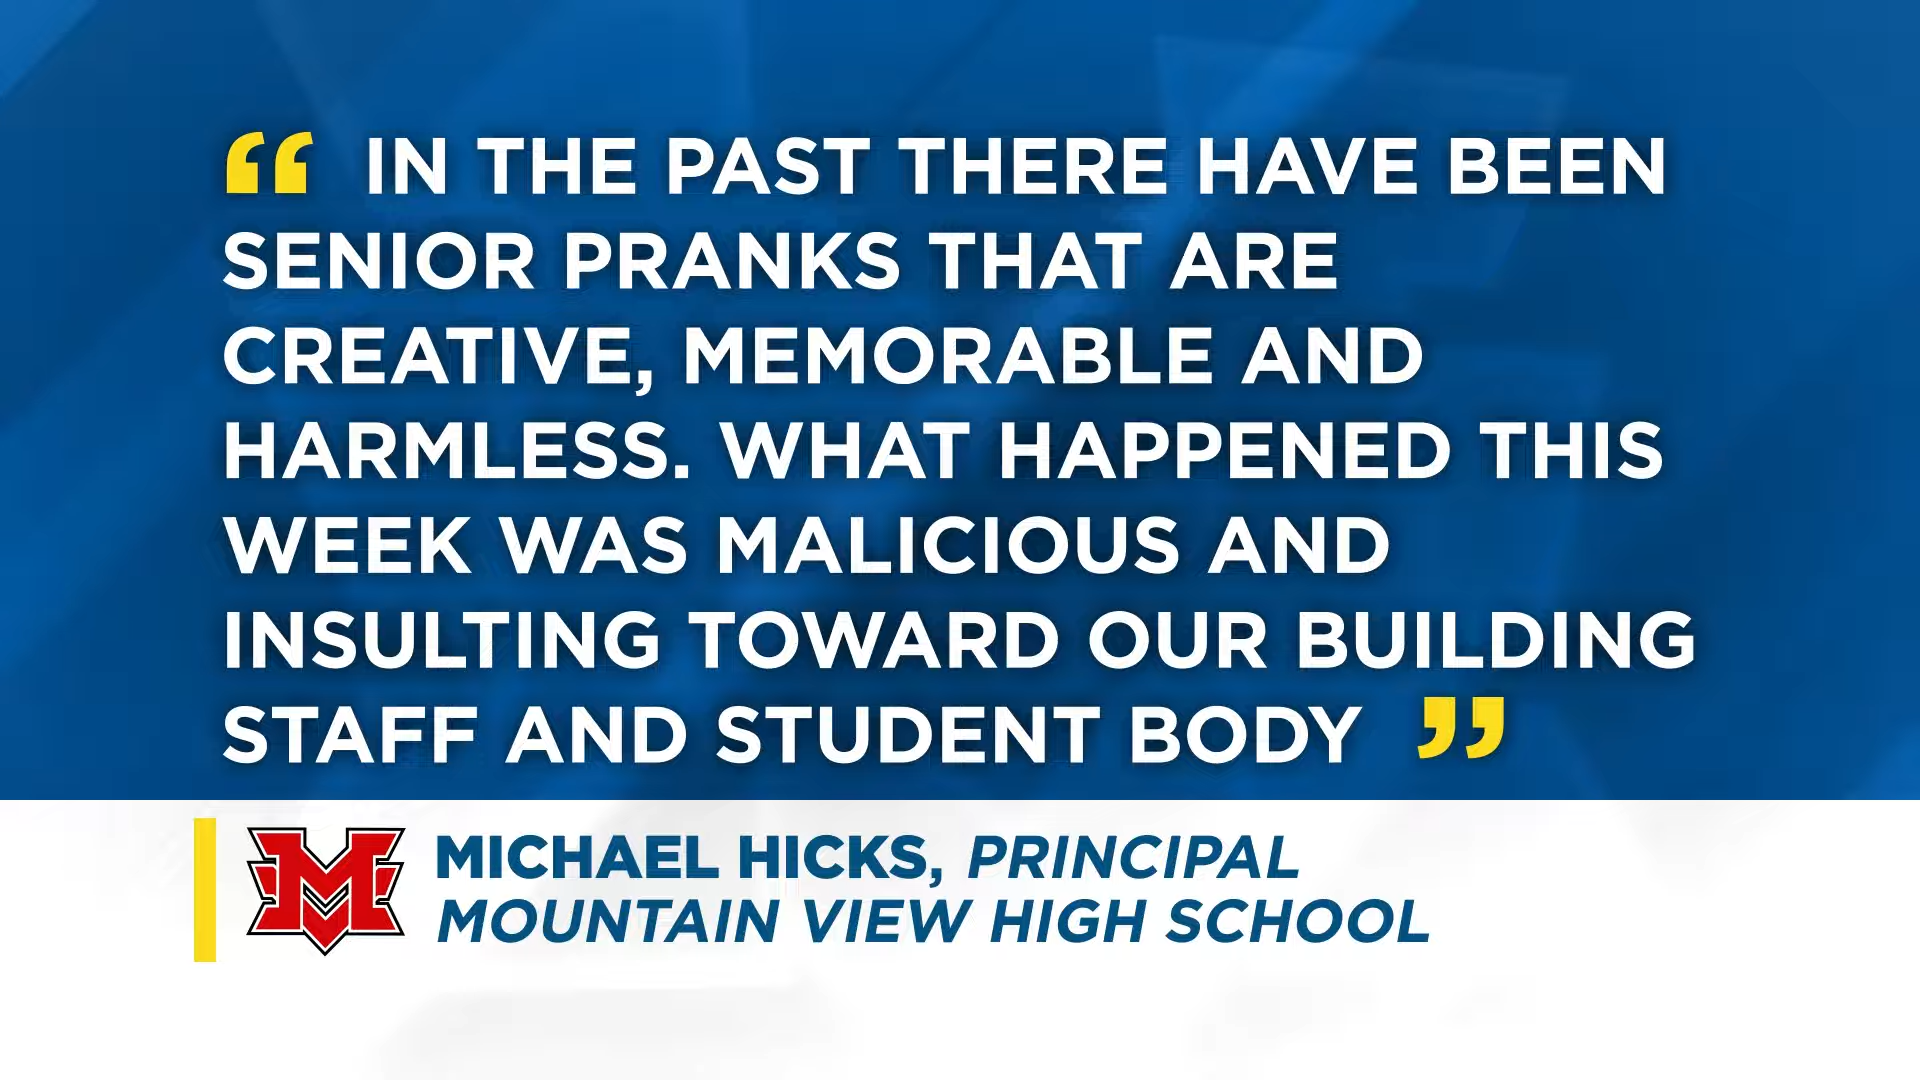 “ IN THE PAST THERE HAVE BEEN
SENIOR PRANKS THAT ARE
CREATIVE, MEMORABLE AND
HARMLESS. WHAT HAPPENED THIS
WEEK WAS MALICIOUS AND
INSULTING TOWARD OUR BUILDING
STAFF AND STUDENT BODY ”
MICHAEL HICKS, PRINCIPAL
MOUNTAIN VIEW HIGH SCHOOL